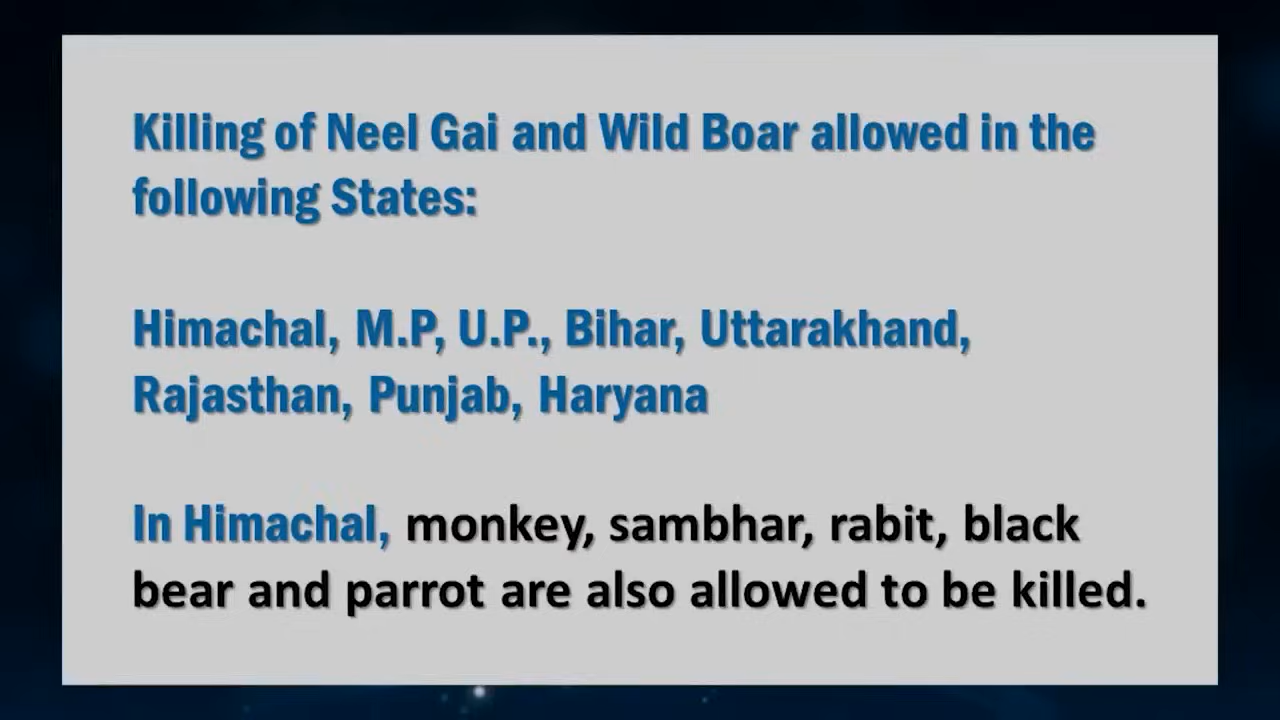 Killing of Neel Gai and Wild Boar allowed in the
following States:
Himachal, M.P, U.P., Bihar, Uttarakhand,
Rajasthan, Punjab, Haryana
In Himachal, monkey, sambhar, rabit, black
bear and parrot are also allowed to be killed.